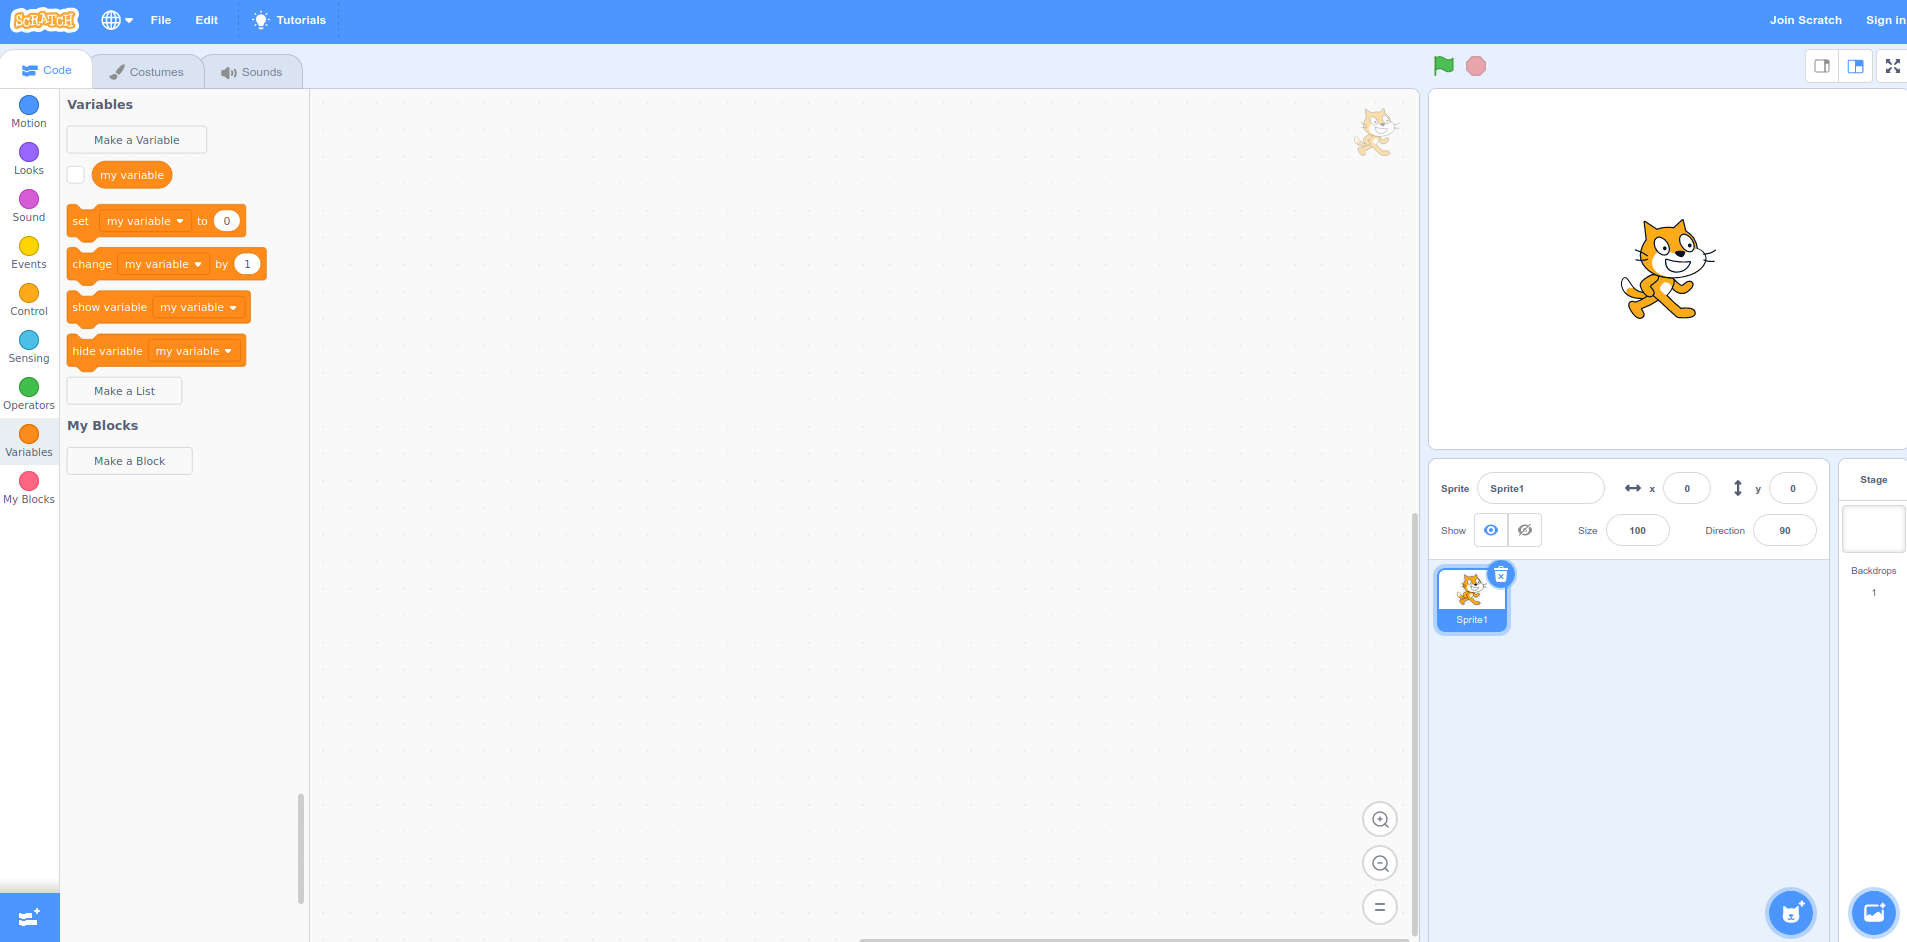 SCRATCH File Edit Tutorials Join Scratch Sign in
Code Costumes Sounds
Motion
Looks
Sound
Events
Control
Sensing
Operators
Variables
My Blocks
Variables
Make a Variable
my variable
set my variable to 0
change my variable by 1
show variable my variable
hide variable my variable
Make a List
My Blocks
Make a Block
Sprite Sprite1 x 0 y 0
Show Size 100 Direction 90
Sprite1
Stage
Backdrops
1